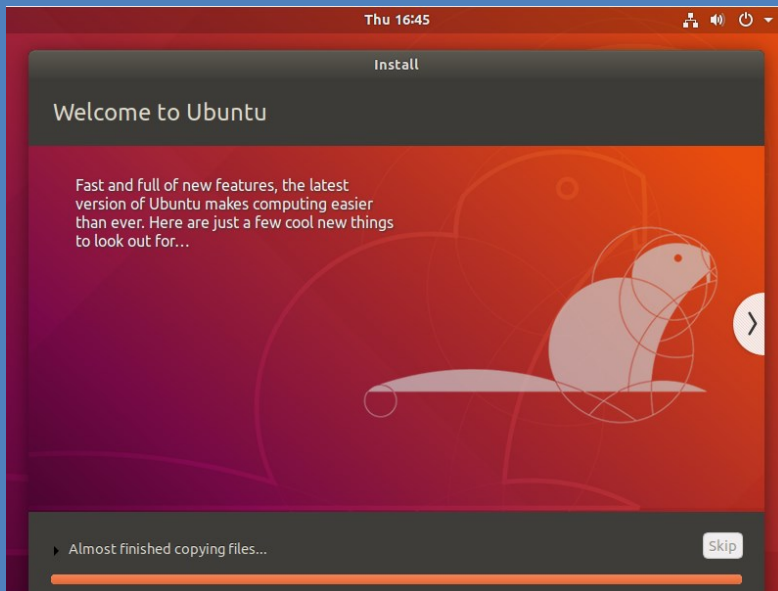 Thu 16:45
Install
Welcome to Ubuntu
Fast and full of new features, the latest
version of Ubuntu makes computing easier
than ever. Here are just a few cool new things
to look out for…
Almost finished copying files...
Skip